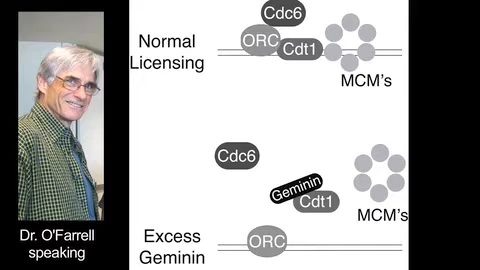 Cdc6
Normal
Licensing
ORC
Cdt1
MCM's
Cdc6
Geminin
Cdt1
MCM's
Dr. O'Farrell
speaking
Excess
Geminin
ORC